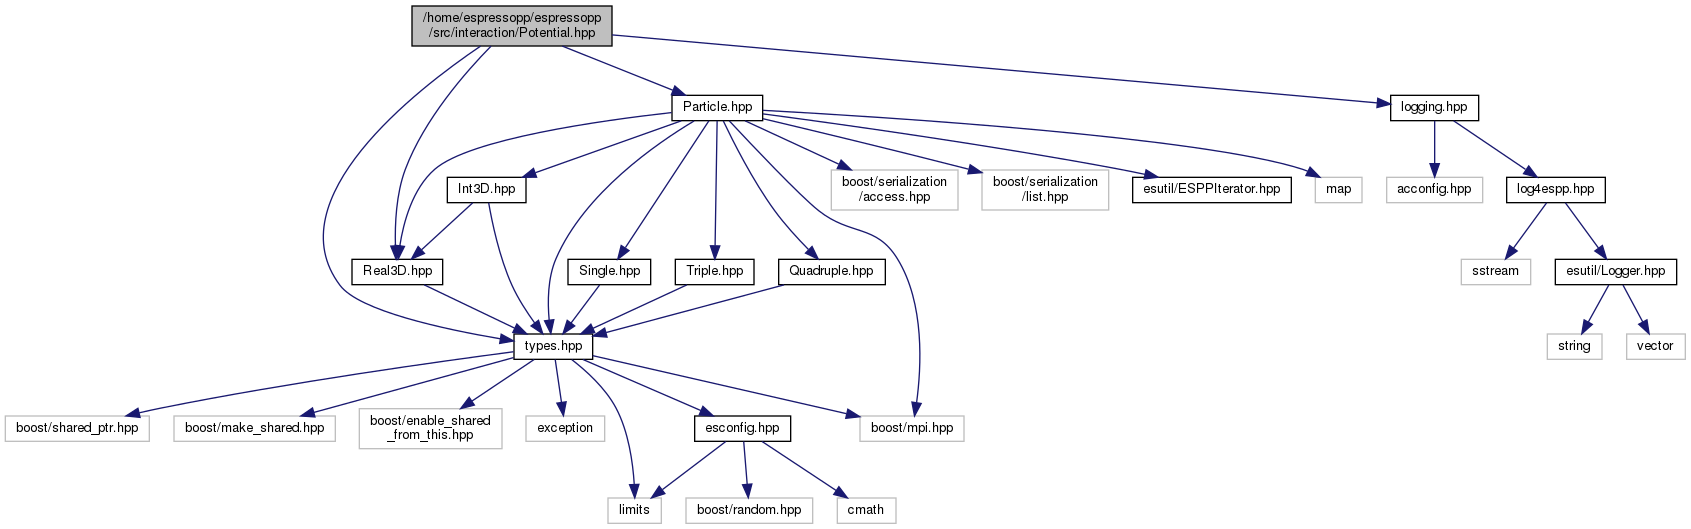 /home/espressopp/espressopp
/src/interaction/Potential.hpp
Particle.hpp
logging.hpp
Int3D.hpp
boost/serialization
/access.hpp
boost/serialization
/list.hpp
esutil/ESPPIterator.hpp
map
acconfig.hpp
log4espp.hpp
Real3D.hpp
Single.hpp
Triple.hpp
Quadruple.hpp
sstream
esutil/Logger.hpp
types.hpp
string
vector
boost/shared_ptr.hpp
boost/make_shared.hpp
boost/enable_shared
_from_this.hpp
exception
esconfig.hpp
boost/mpi.hpp
limits
boost/random.hpp
cmath